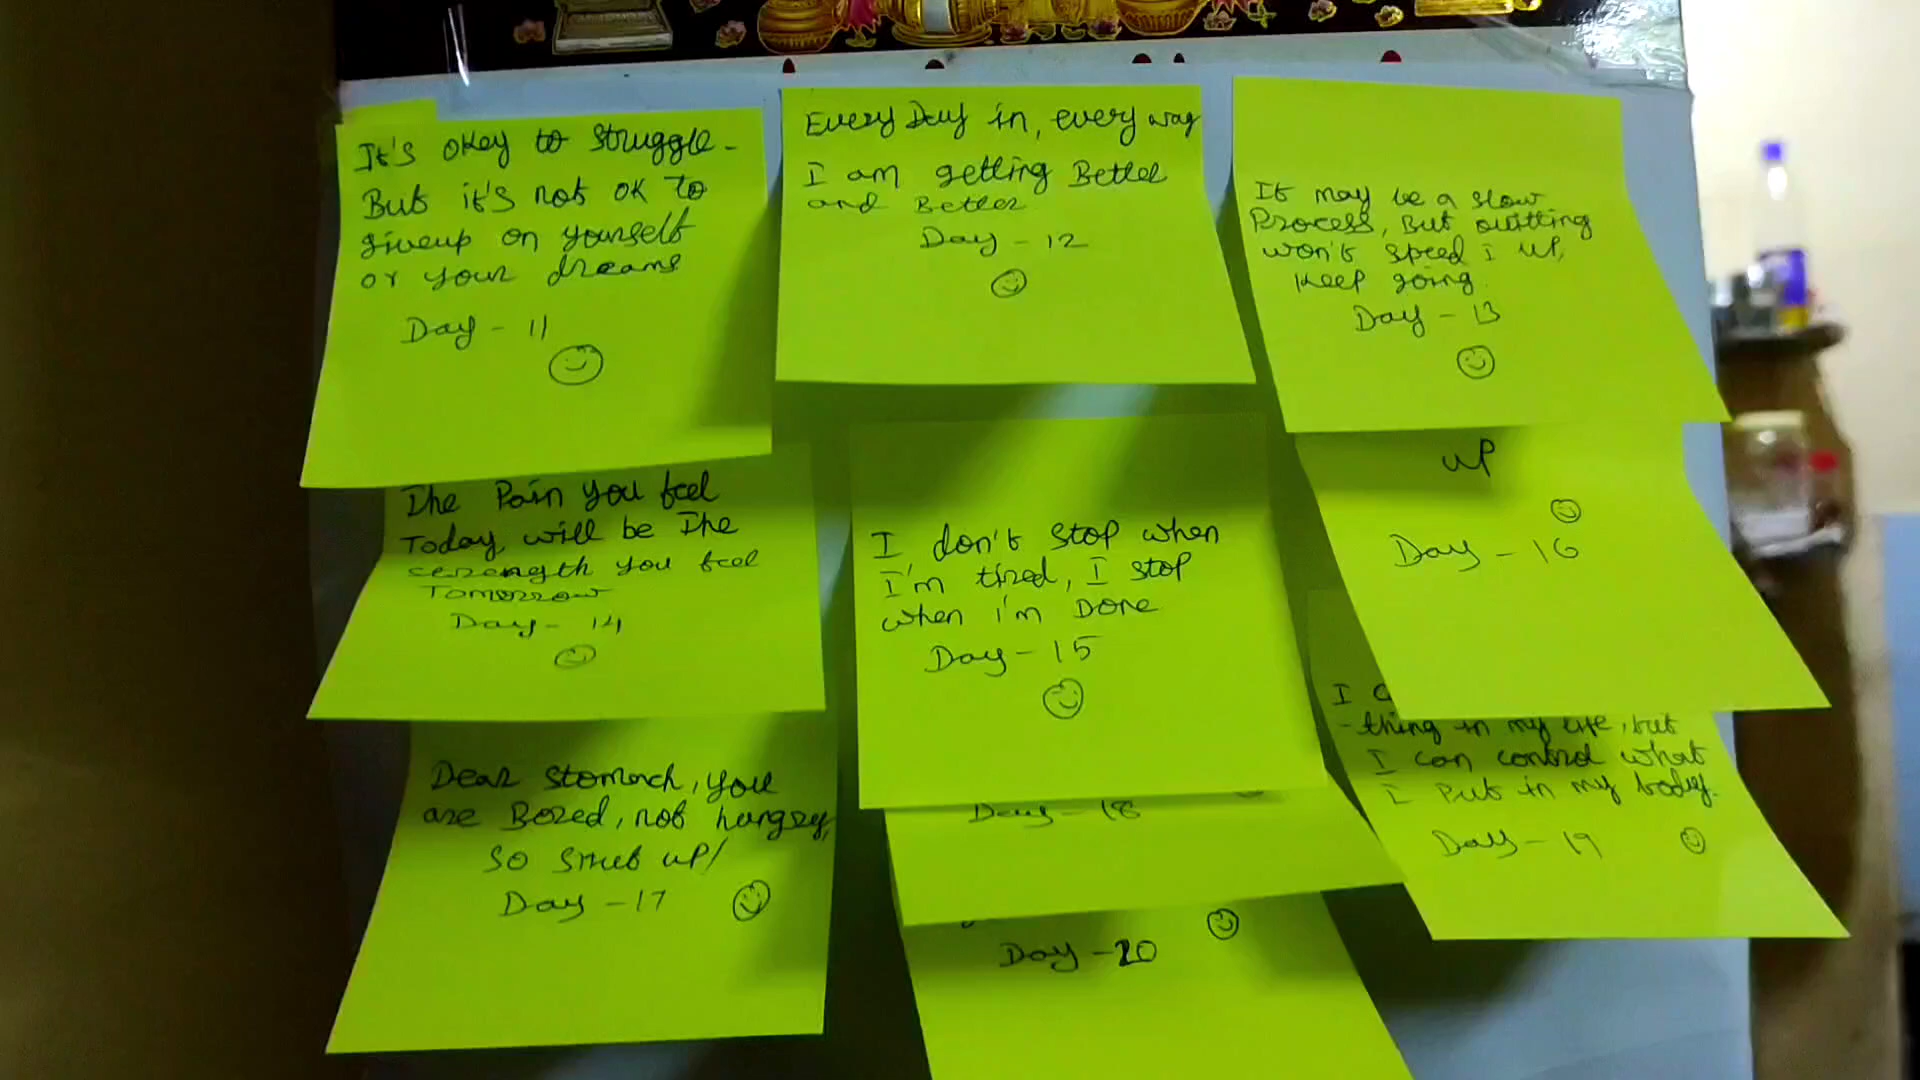 It's okey to struggle.
But it's not ok to
giveup on yourself
or your dreams
Day - 11
Every Day in, every way
I am getting Better
and Better
Day - 12
It may be a slow
Process, But quitting
won't speed i up,
keep going.
Day - 13
The Pain you feel
Today, will be The
strength you feel
Tomorrow
Day - 14
I don't stop when
I'm tired, I stop
when i'm Done
Day - 15
up
Day - 16
Dear stomach, you
are Bored, not hungry,
so shut up!
Day - 17
Day - 18
I
-thing in my life, but
I can control what
I Put in my body.
Day - 19
Day - 20